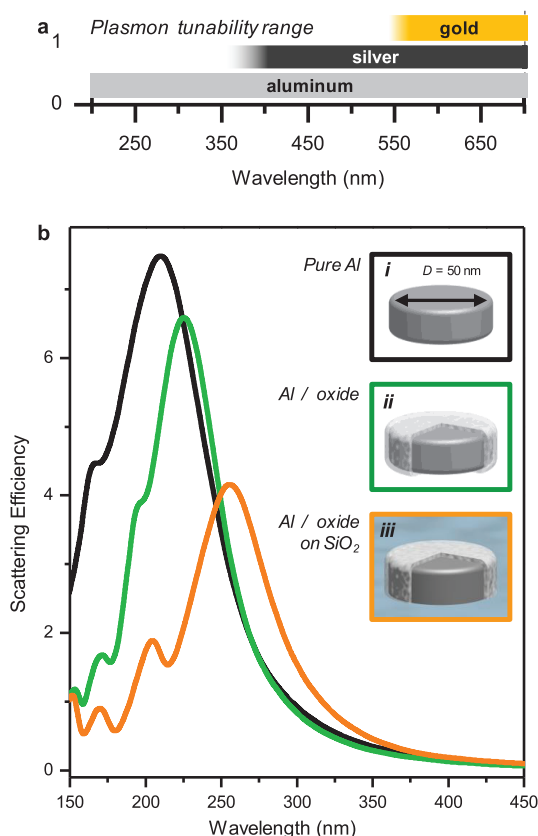 a
Plasmon tunability range
gold
1
silver
aluminum
0
250 350 450 550 650
Wavelength (nm)
b
Pure Al
i
D = 50 nm
Al / oxide
ii
Al / oxide
on SiO₂
iii
6
4
2
0
Scattering Efficiency
150 200 250 300 350 400 450
Wavelength (nm)